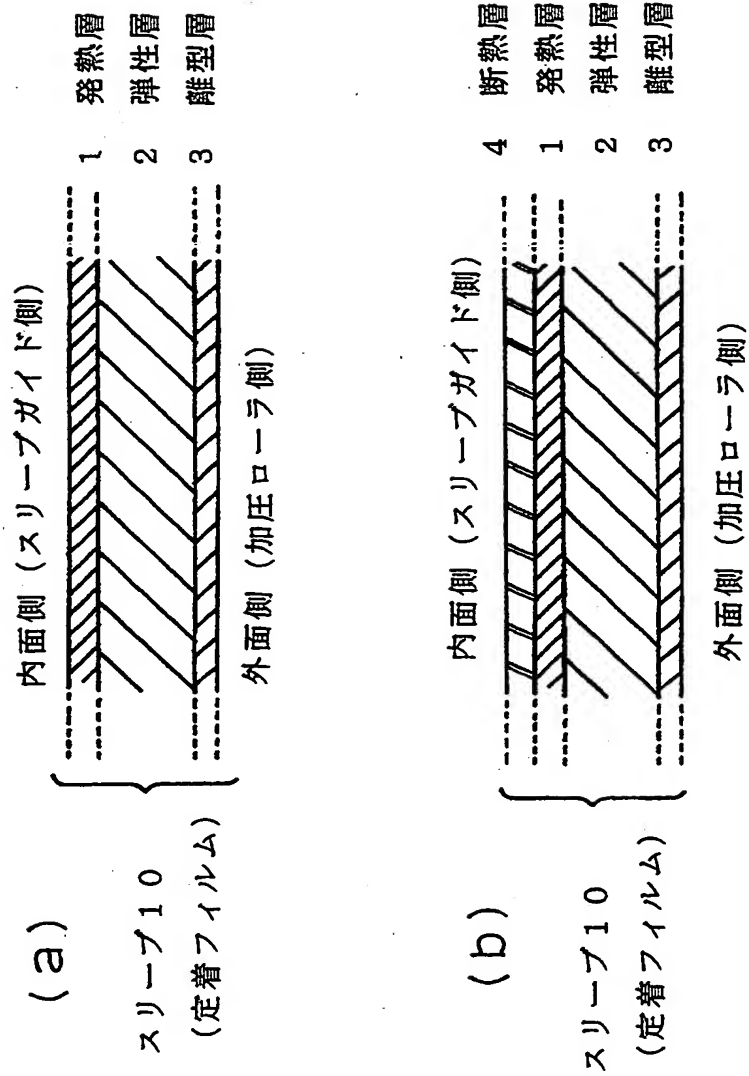 (a)
内面側 (スリーブガイド側)
スリーブ10
(定着フィルム)
1 発熱層
2 弾性層
3 離型層
外面側 (加圧ローラ側)
(b)
内面側 (スリーブガイド側)
スリーブ10
(定着フィルム)
4 断熱層
1 発熱層
2 弾性層
3 離型層
外面側 (加圧ローラ側)